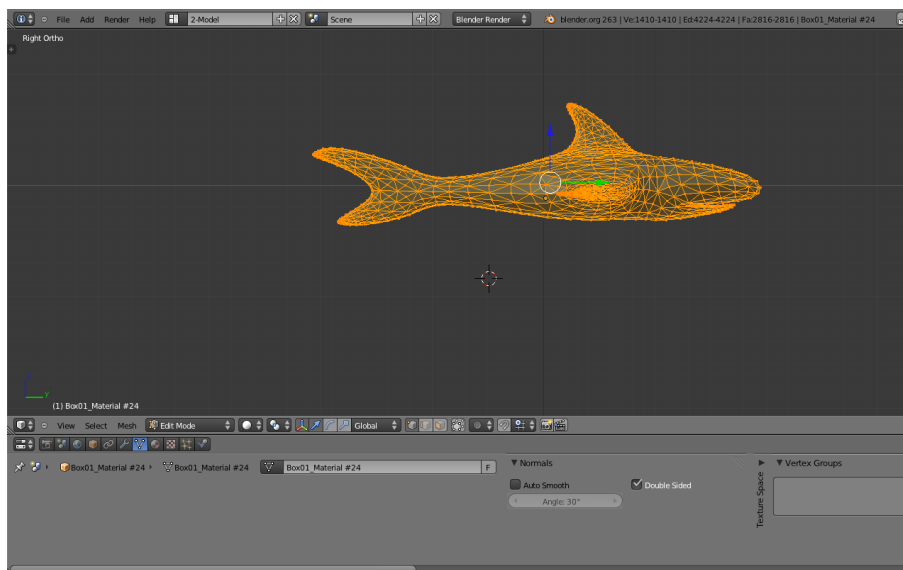 File Add Render Help 2-Model Scene Blender Render blender.org 263 | Ve:1410-1410 | Ed:4224-4224 | Fa:2816-2816 | Box01_Material #24
Right Ortho
y
(1) Box01_Material #24
View Select Mesh Edit Mode Global
Box01_Material #24 Box01_Material #24 Box01_Material #24 F
Normals
Auto Smooth Double Sided
Angle: 30°
Texture Space
Vertex Groups